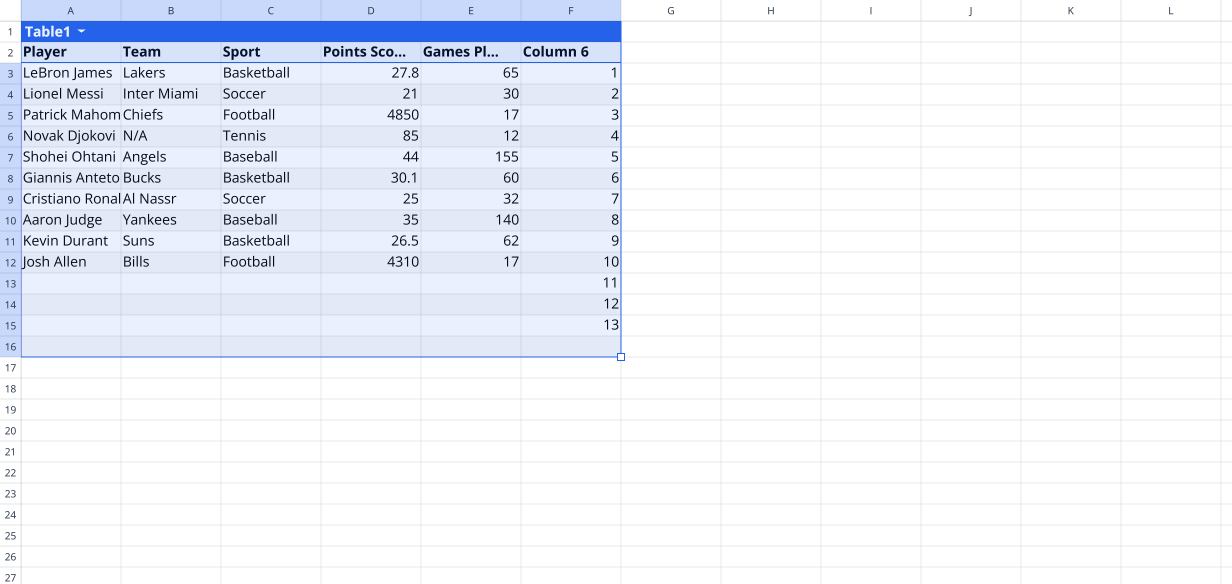 A B C D E F G H I J K L
1 Table1
2 Player Team Sport Points Sco... Games Pl... Column 6
3 LeBron James Lakers Basketball 27.8 65 1
4 Lionel Messi Inter Miami Soccer 21 30 2
5 Patrick Mahom Chiefs Football 4850 17 3
6 Novak Djokovi N/A Tennis 85 12 4
7 Shohei Ohtani Angels Baseball 44 155 5
8 Giannis Anteto Bucks Basketball 30.1 60 6
9 Cristiano Ronal Al Nassr Soccer 25 32 7
10 Aaron Judge Yankees Baseball 35 140 8
11 Kevin Durant Suns Basketball 26.5 62 9
12 Josh Allen Bills Football 4310 17 10
13 11
14 12
15 13
16
17
18
19
20
21
22
23
24
25
26
27